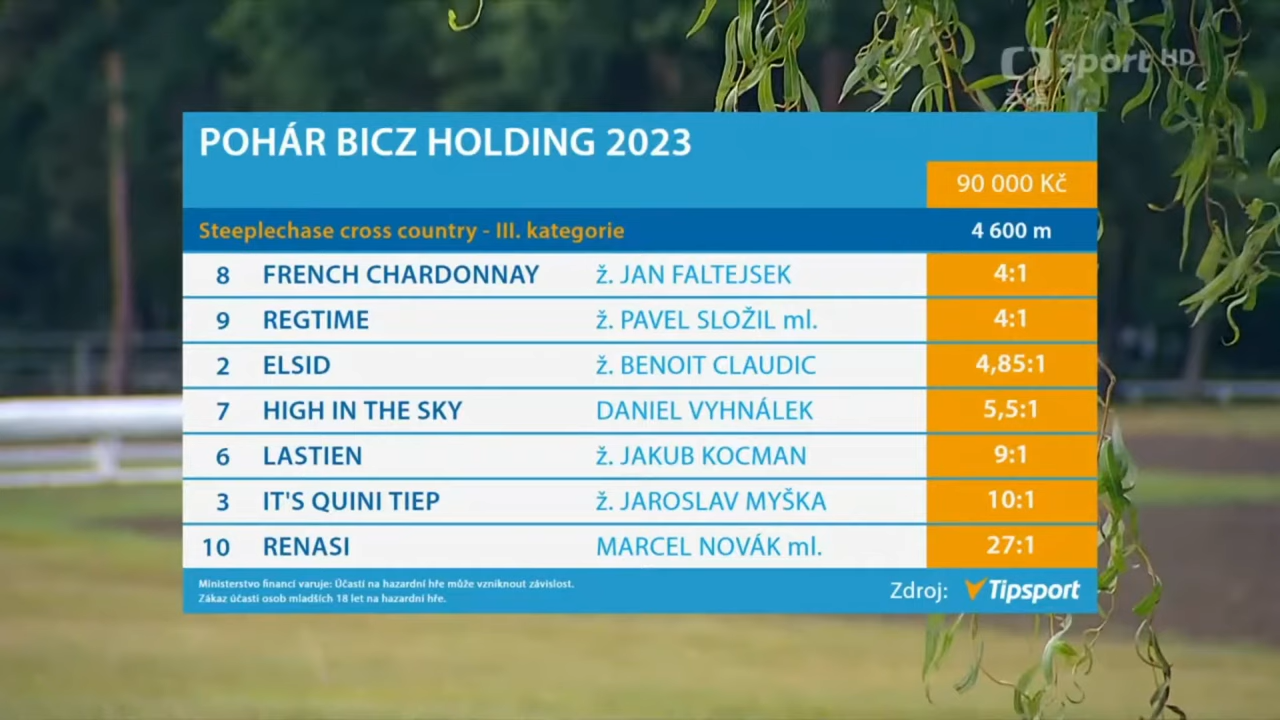 sport HD
POHÁR BICZ HOLDING 2023
90 000 Kč
Steeplechase cross country - III. kategorie 4 600 m
8 FRENCH CHARDONNAY ž. JAN FALTEJSEK 4:1
9 REGTIME ž. PAVEL SLOŽIL ml. 4:1
2 ELSID ž. BENOIT CLAUDIC 4,85:1
7 HIGH IN THE SKY DANIEL VYHNÁLEK 5,5:1
6 LASTIEN ž. JAKUB KOCMAN 9:1
3 IT'S QUINI TIEP ž. JAROSLAV MYŠKA 10:1
10 RENASI MARCEL NOVÁK ml. 27:1
Ministerstvo financí varuje: Účastí na hazardní hře může vzniknout závislost.
Zákaz účasti osob mladších 18 let na hazardní hře.
Zdroj: Tipsport